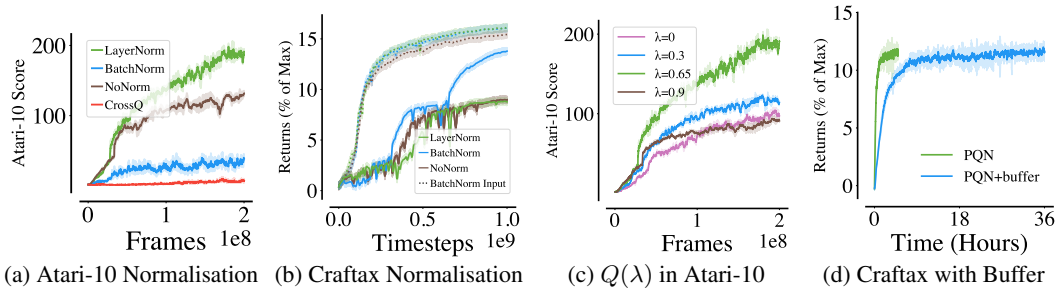 Atari-10 Score
200
100
LayerNorm
BatchNorm
NoNorm
CrossQ
0
1
2
1e8
Frames
(a) Atari-10 Normalisation
Returns (% of Max)
15
10
5
0
LayerNorm
BatchNorm
NoNorm
BatchNorm Input
0.0
0.5
1.0
1e9
Timesteps
(b) Craftax Normalisation
Atari-10 Score
200
100
λ=0
λ=0.3
λ=0.65
λ=0.9
0
1
2
1e8
Frames
(c) Q(λ) in Atari-10
Returns (% of Max)
15
10
5
0
PQN
PQN+buffer
0
18
36
Time (Hours)
(d) Craftax with Buffer